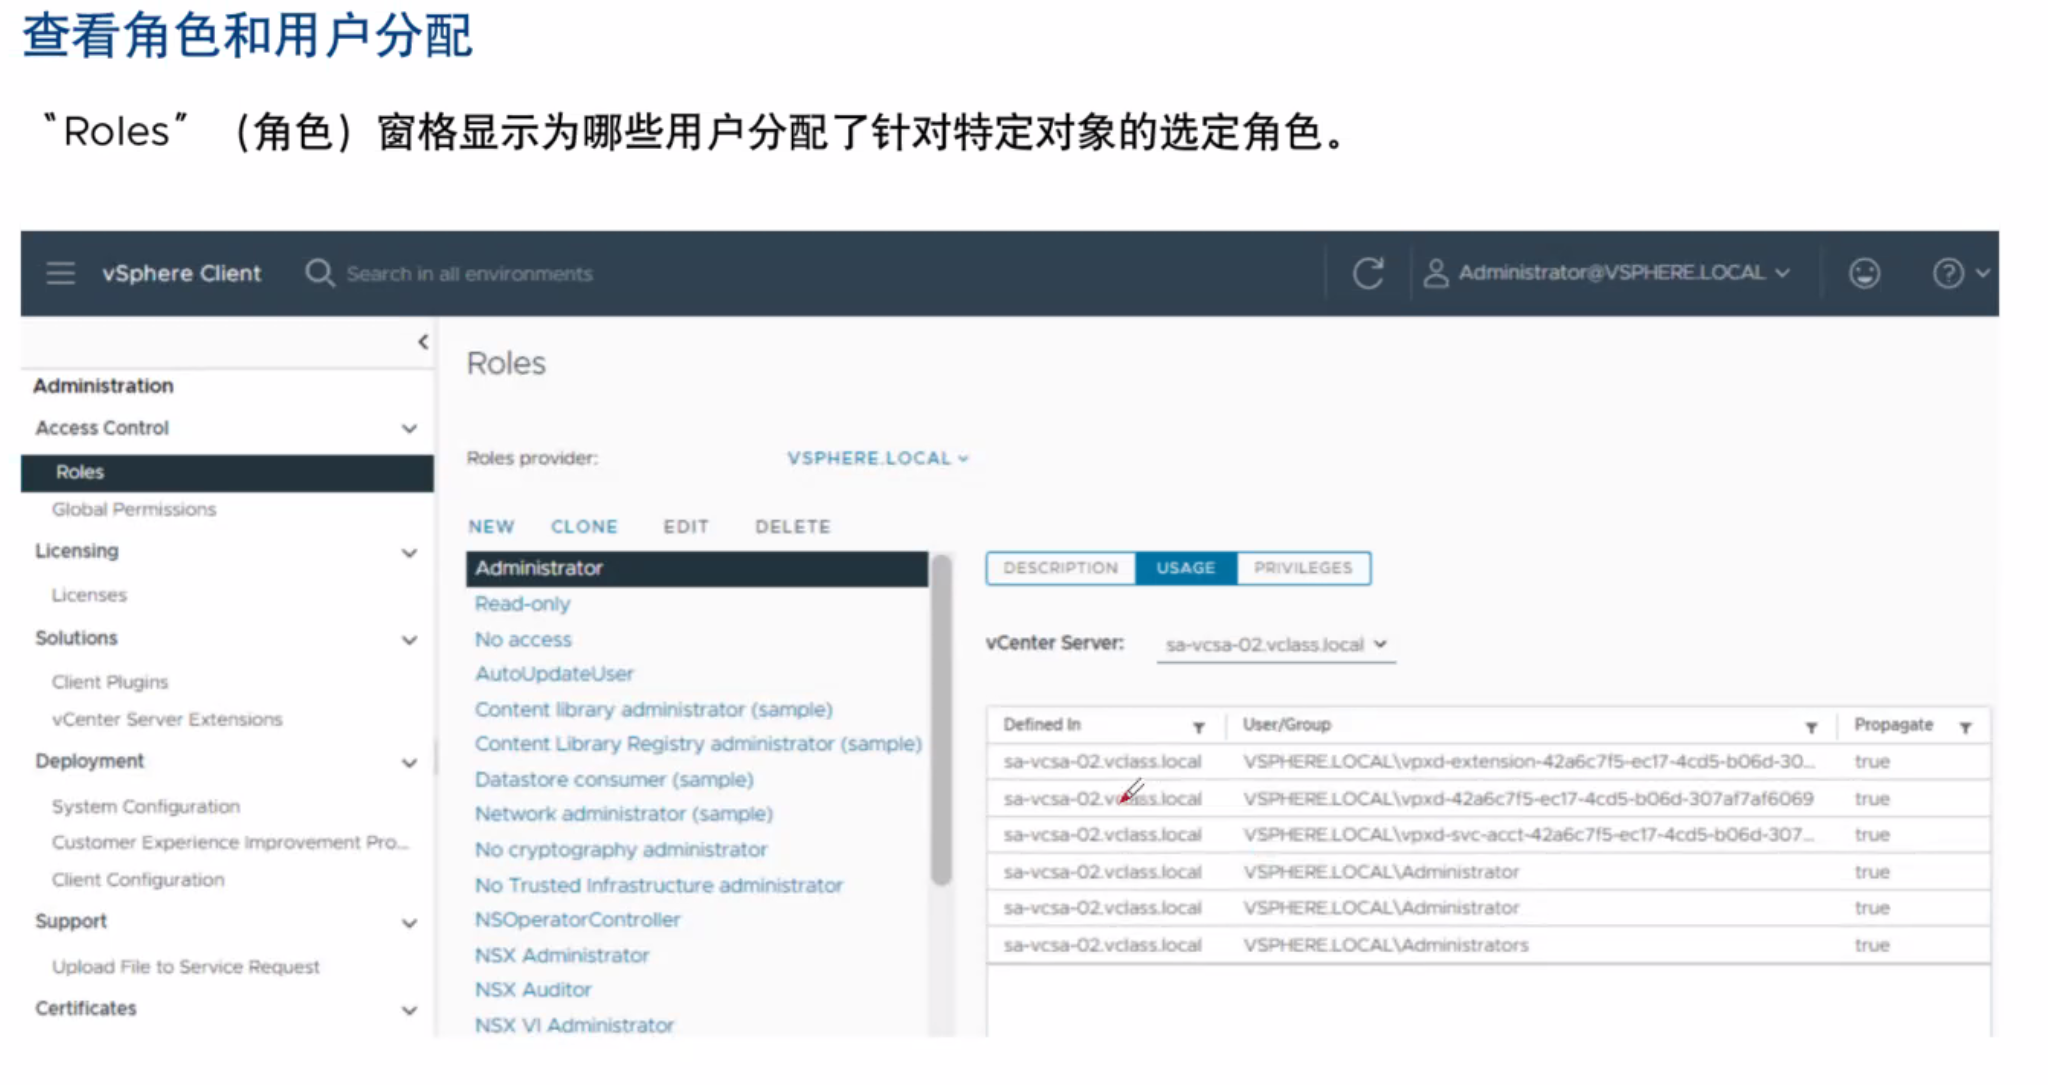 查看角色和用户分配
“Roles”（角色）窗格显示为哪些用户分配了针对特定对象的选定角色。
vSphere Client
Search in all environments
Administrator@VSPHERE.LOCAL
Administration
Access Control
Roles
Global Permissions
Licensing
Licenses
Solutions
Client Plugins
vCenter Server Extensions
Deployment
System Configuration
Customer Experience Improvement Pro...
Client Configuration
Support
Upload File to Service Request
Certificates
Roles
Roles provider: VSPHERE.LOCAL
NEW CLONE EDIT DELETE
Administrator
Read-only
No access
AutoUpdateUser
Content library administrator (sample)
Content Library Registry administrator (sample)
Datastore consumer (sample)
Network administrator (sample)
No cryptography administrator
No Trusted Infrastructure administrator
NSOperatorController
NSX Administrator
NSX Auditor
NSX VI Administrator
DESCRIPTION USAGE PRIVILEGES
vCenter Server: sa-vcsa-02.vclass.local
Defined In User/Group Propagate
sa-vcsa-02.vclass.local VSPHERE.LOCAL\vpxd-extension-42a6c7f5-ec17-4cd5-b06d-30... true
sa-vcsa-02.vclass.local VSPHERE.LOCAL\vpxd-42a6c7f5-ec17-4cd5-b06d-307af7af6069 true
sa-vcsa-02.vclass.local VSPHERE.LOCAL\vpxd-svc-acct-42a6c7f5-ec17-4cd5-b06d-307... true
sa-vcsa-02.vclass.local VSPHERE.LOCAL\Administrator true
sa-vcsa-02.vclass.local VSPHERE.LOCAL\Administrator true
sa-vcsa-02.vclass.local VSPHERE.LOCAL\Administrators true